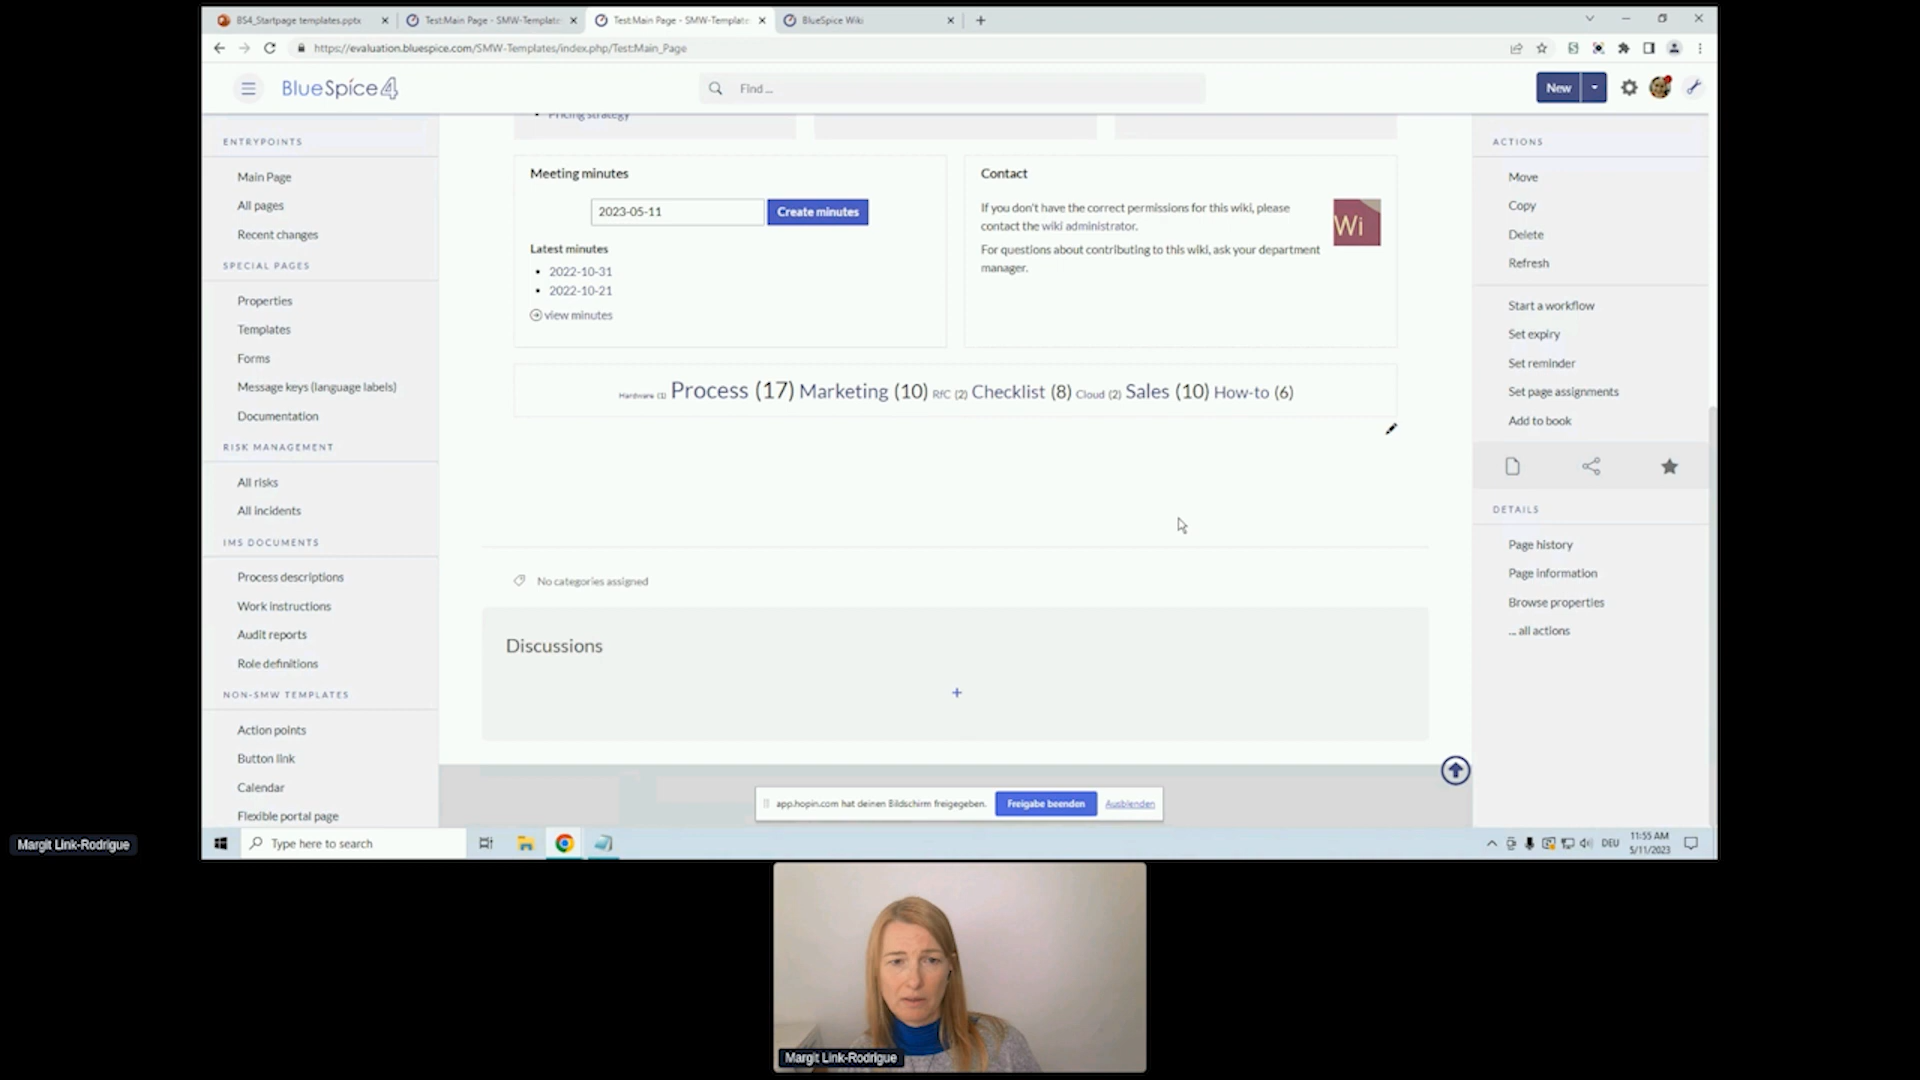 BS4_Startpage templates.pptx
Test:Main Page - SMW-Template
Test:Main Page - SMW-Template
BlueSpice Wiki
https://evaluation.bluespice.com/SMW-Templates/index.php/Test:Main_Page
BlueSpice 4
Find ...
New
ENTRYPOINTS
Main Page
All pages
Recent changes
SPECIAL PAGES
Properties
Templates
Forms
Message keys (language labels)
Documentation
RISK MANAGEMENT
All risks
All incidents
IMS DOCUMENTS
Process descriptions
Work instructions
Audit reports
Role definitions
NON-SMW TEMPLATES
Action points
Button link
Calendar
Flexible portal page
Pricing strategy
Meeting minutes
2023-05-11
Create minutes
Latest minutes
2022-10-31
2022-10-21
view minutes
Contact
If you don't have the correct permissions for this wiki, please
contact the wiki administrator.
For questions about contributing to this wiki, ask your department
manager.
Wi
Hardware (1) Process (17) Marketing (10) RfC (2) Checklist (8) Cloud (2) Sales (10) How-to (6)
No categories assigned
Discussions
+
ACTIONS
Move
Copy
Delete
Refresh
Start a workflow
Set expiry
Set reminder
Set page assignments
Add to book
DETAILS
Page history
Page information
Browse properties
... all actions
app.hopin.com hat deinen Bildschirm freigegeben.
Freigabe beenden
Ausblenden
Type here to search
DEU
11:55 AM
5/11/2023
Margit Link-Rodrigue
Margit Link-Rodrigue